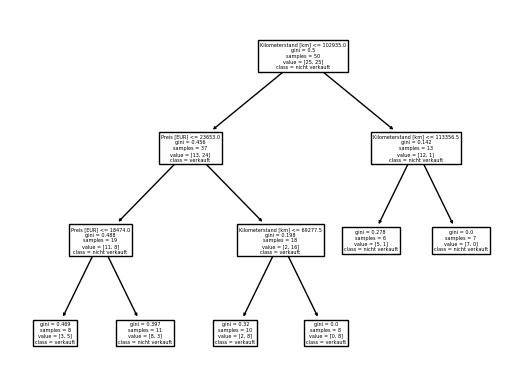 Kilometerstand [km] <= 102935.0
gini = 0.5
samples = 50
value = [25, 25]
class = nicht verkauft
Preis [EUR] <= 23653.0
gini = 0.456
samples = 37
value = [13, 24]
class = verkauft
Kilometerstand [km] <= 113356.5
gini = 0.142
samples = 13
value = [12, 1]
class = nicht verkauft
Preis [EUR] <= 18474.0
gini = 0.488
samples = 19
value = [11, 8]
class = nicht verkauft
Kilometerstand [km] <= 69277.5
gini = 0.198
samples = 18
value = [2, 16]
class = verkauft
gini = 0.278
samples = 6
value = [5, 1]
class = nicht verkauft
gini = 0.0
samples = 7
value = [7, 0]
class = nicht verkauft
gini = 0.469
samples = 8
value = [3, 5]
class = verkauft
gini = 0.397
samples = 11
value = [8, 3]
class = nicht verkauft
gini = 0.32
samples = 10
value = [2, 8]
class = verkauft
gini = 0.0
samples = 8
value = [0, 8]
class = verkauft